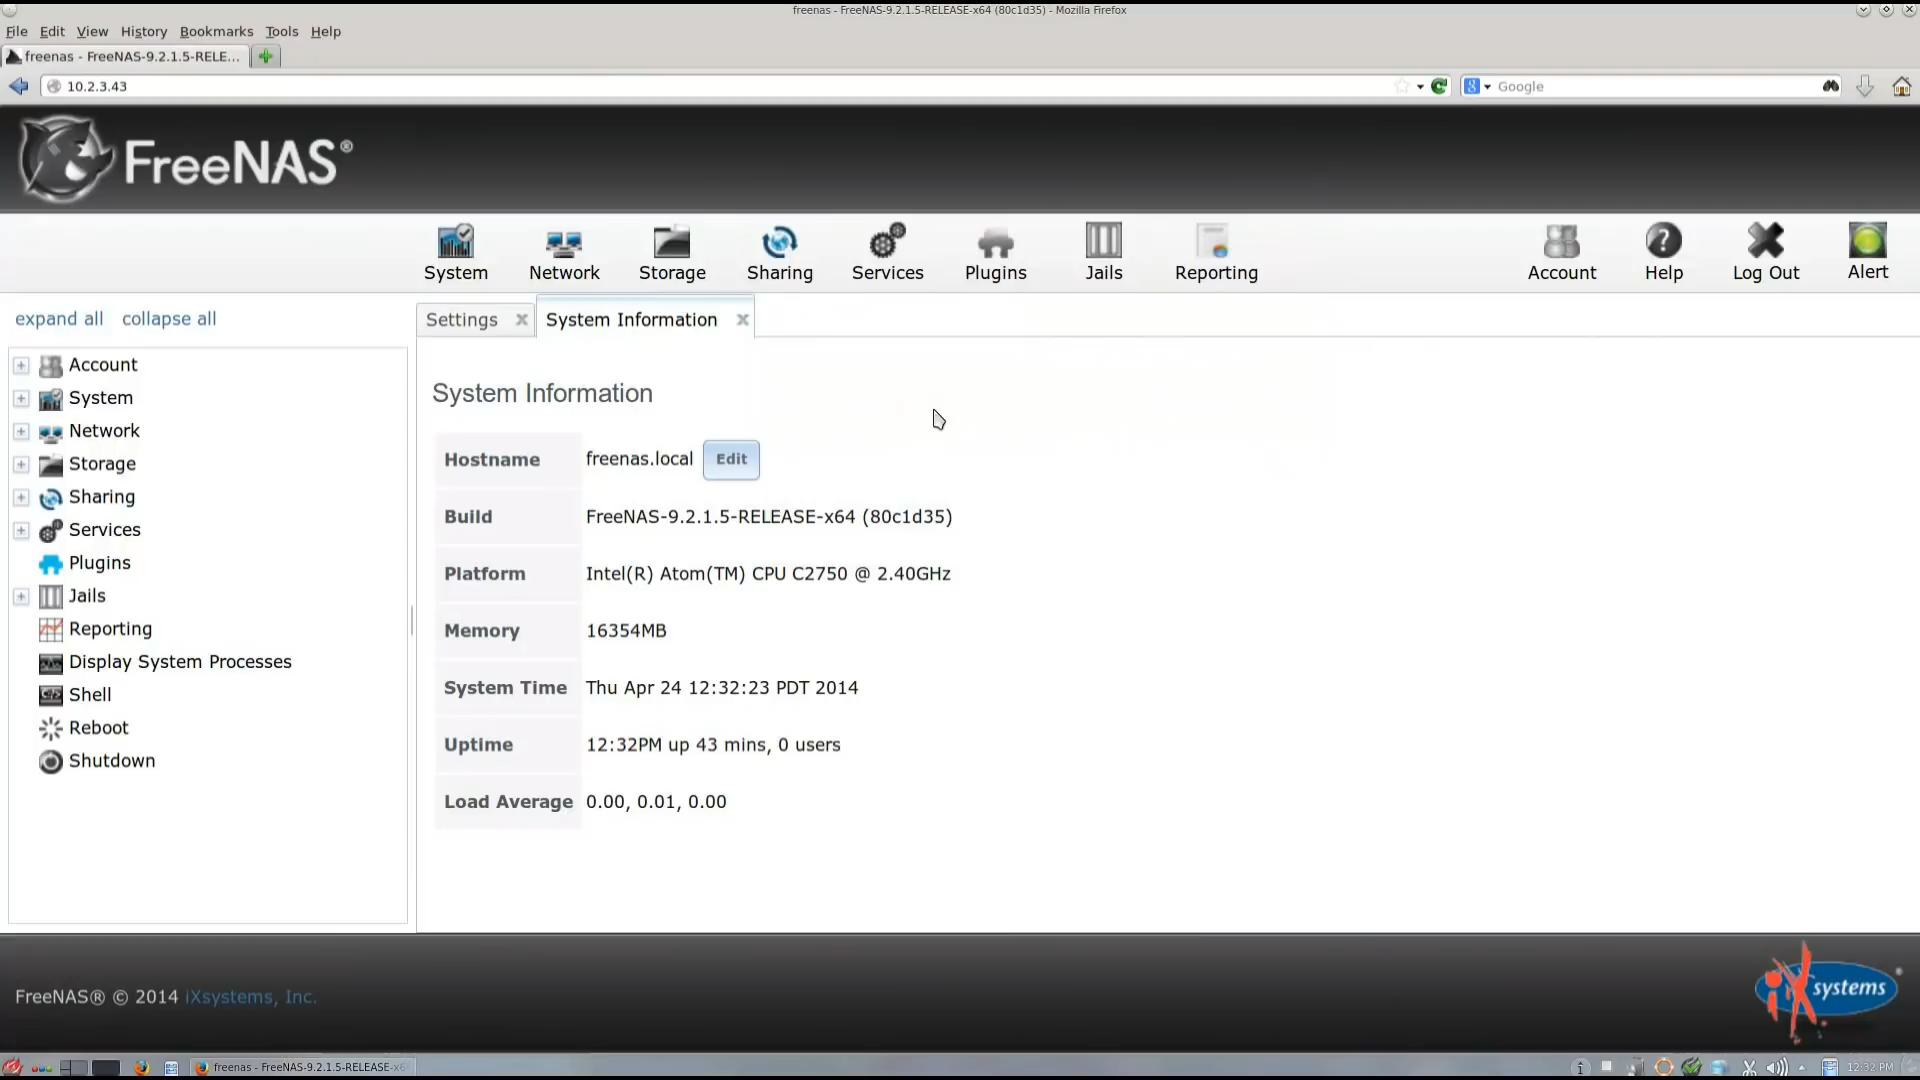 freenas - FreeNAS-9.2.1.5-RELEASE-x64 (80c1d35) - Mozilla Firefox
File Edit View History Bookmarks Tools Help
freenas - FreeNAS-9.2.1.5-RELE...
10.2.3.43
Google
FreeNAS®
System Network Storage Sharing Services Plugins Jails Reporting Account Help Log Out Alert
expand all collapse all
Settings System Information
Account
System
Network
Storage
Sharing
Services
Plugins
Jails
Reporting
Display System Processes
Shell
Reboot
Shutdown
System Information
Hostname freenas.local Edit
Build FreeNAS-9.2.1.5-RELEASE-x64 (80c1d35)
Platform Intel(R) Atom(TM) CPU C2750 @ 2.40GHz
Memory 16354MB
System Time Thu Apr 24 12:32:23 PDT 2014
Uptime 12:32PM up 43 mins, 0 users
Load Average 0.00, 0.01, 0.00
FreeNAS® © 2014 iXsystems, Inc.
iXsystems
freenas - FreeNAS-9.2.1.5-RELEASE-x6
12:32 PM